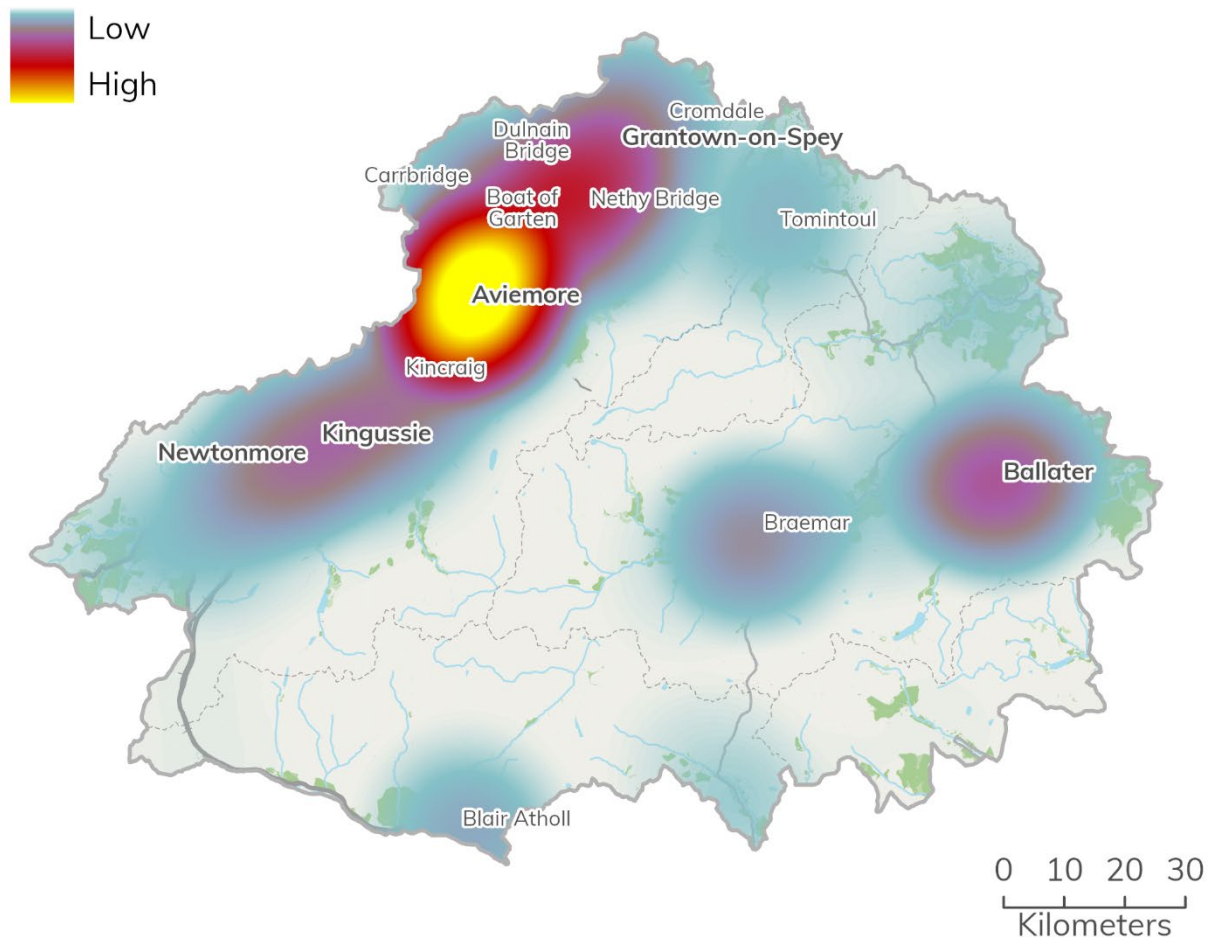 Low
High
Cromdale
Dulnain
Bridge
Grantown-on-Spey
Carrbridge
Boat of
Garten
Nethy Bridge
Tomintoul
Aviemore
Kincraig
Kingussie
Newtonmore
Ballater
Braemar
Blair Atholl
0 10 20 30
Kilometers